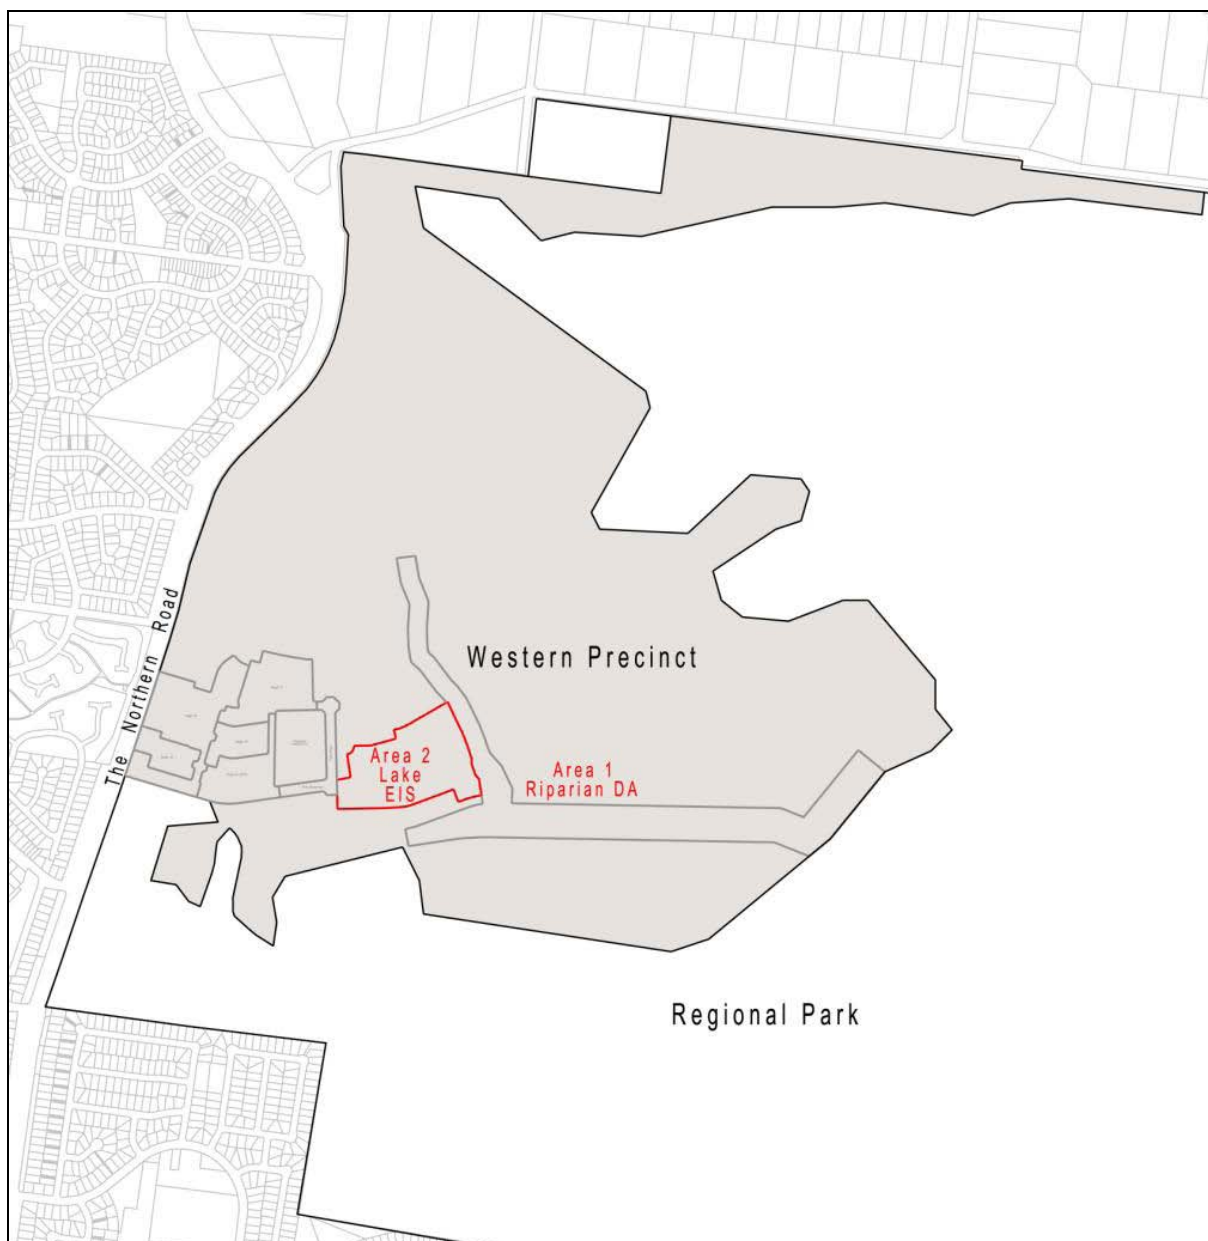 The Northern Road
Western Precinct
Area 2
Lake
EIS
Area 1
Riparian DA
Regional Park